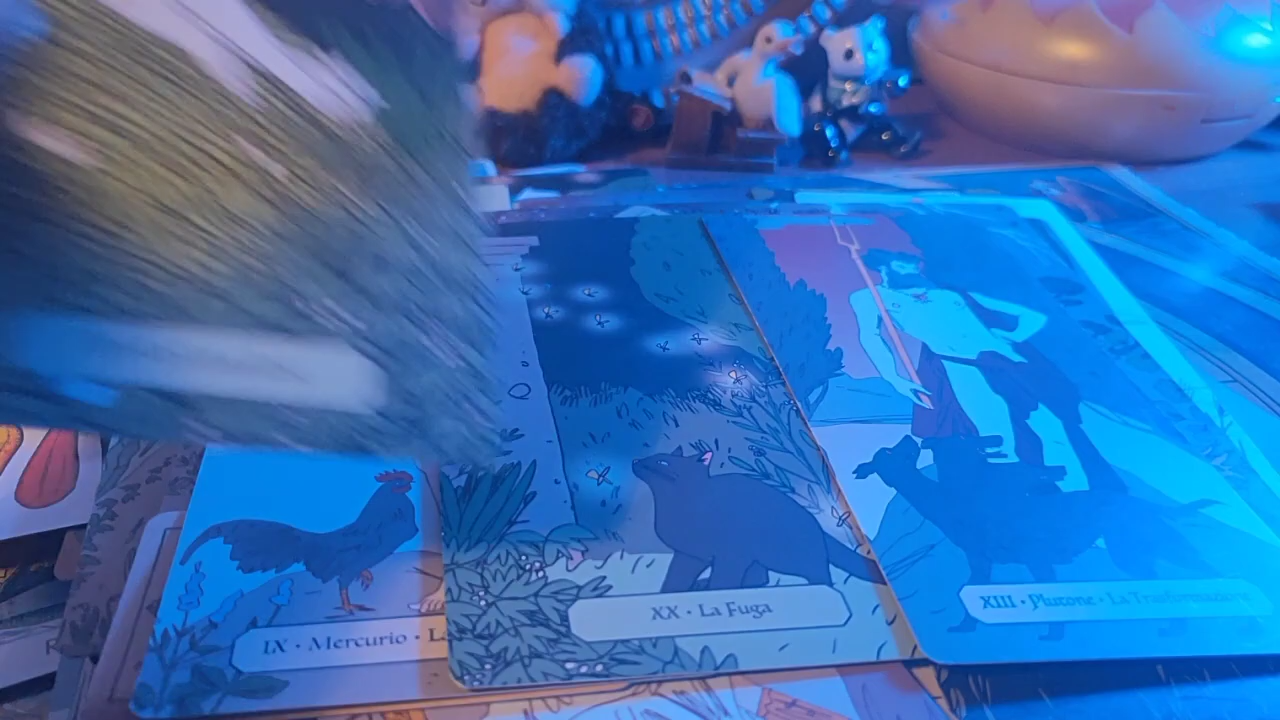 IX · Mercurio ·
XX · La Fuga
XIII · Plutone · La Trasformazione